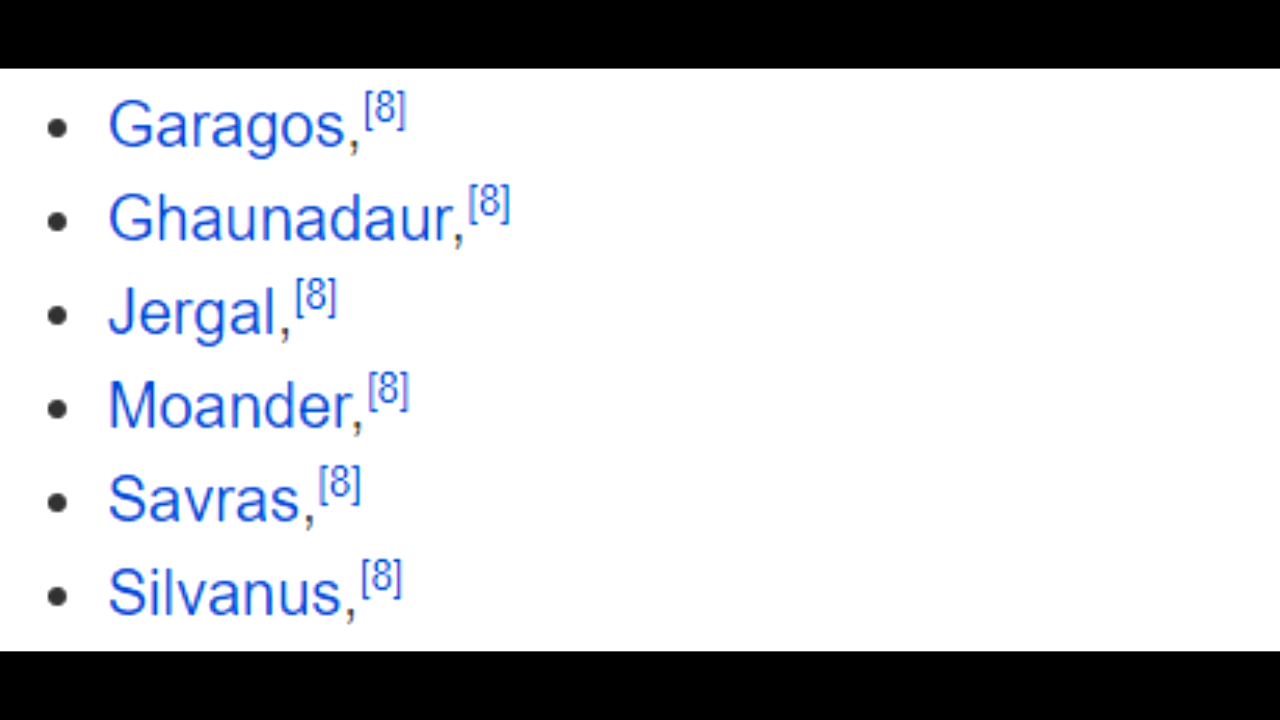 • Garagos,[8]
• Ghaunadaur,[8]
• Jergal,[8]
• Moander,[8]
• Savras,[8]
• Silvanus,[8]